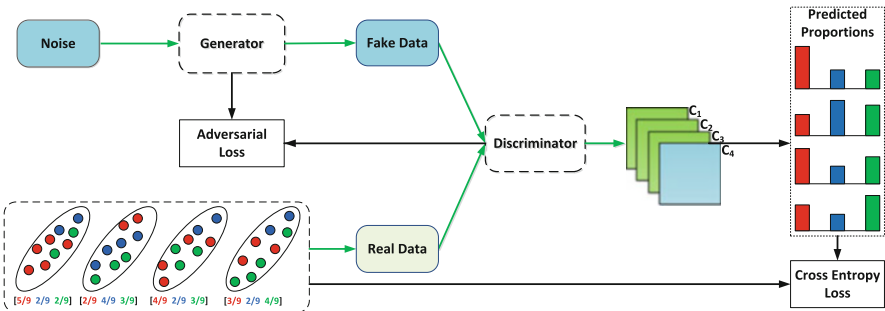 Predicted
Proportions
Noise
Generator
Fake Data
C1
C2
C3
C4
Adversarial
Loss
Discriminator
Real Data
[5/9 2/9 2/9] [2/9 4/9 3/9] [4/9 2/9 3/9] [3/9 2/9 4/9]
Cross Entropy
Loss